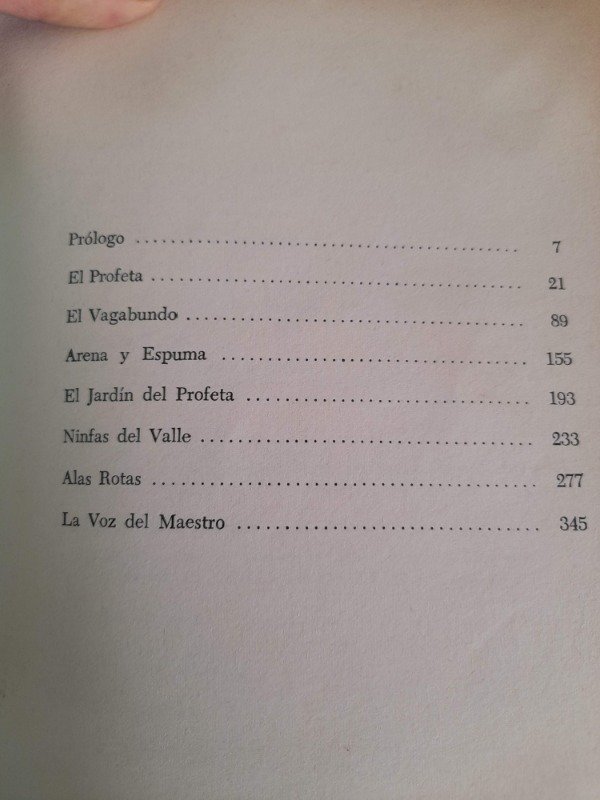 Prólogo ........................................ 7
El Profeta ........................................ 21
El Vagabundo .................................... 89
Arena y Espuma ................................ 155
El Jardín del Profeta ............................. 193
Ninfas del Valle .................................. 233
Alas Rotas ........................................ 277
La Voz del Maestro ............................... 345